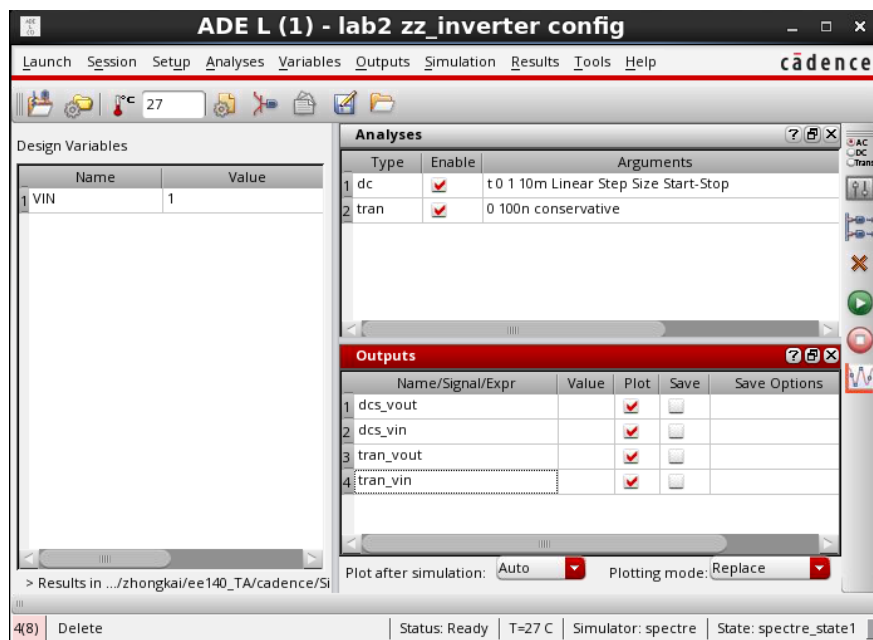 ADE L (1) - lab2 zz_inverter config
Launch Session Setup Analyses Variables Outputs Simulation Results Tools Help cādence
°C 27
Design Variables
Name Value
1 VIN 1
> Results in .../zhongkai/ee140_TA/cadence/Si
Analyses
Type Enable Arguments
1 dc t 0 1 10m Linear Step Size Start-Stop
2 tran 0 100n conservative
AC
DC
Trans
Outputs
Name/Signal/Expr Value Plot Save Save Options
1 dcs_vout
2 dcs_vin
3 tran_vout
4 tran_vin
Plot after simulation: Auto Plotting mode: Replace
4(8) Delete Status: Ready T=27 C Simulator: spectre State: spectre_state1